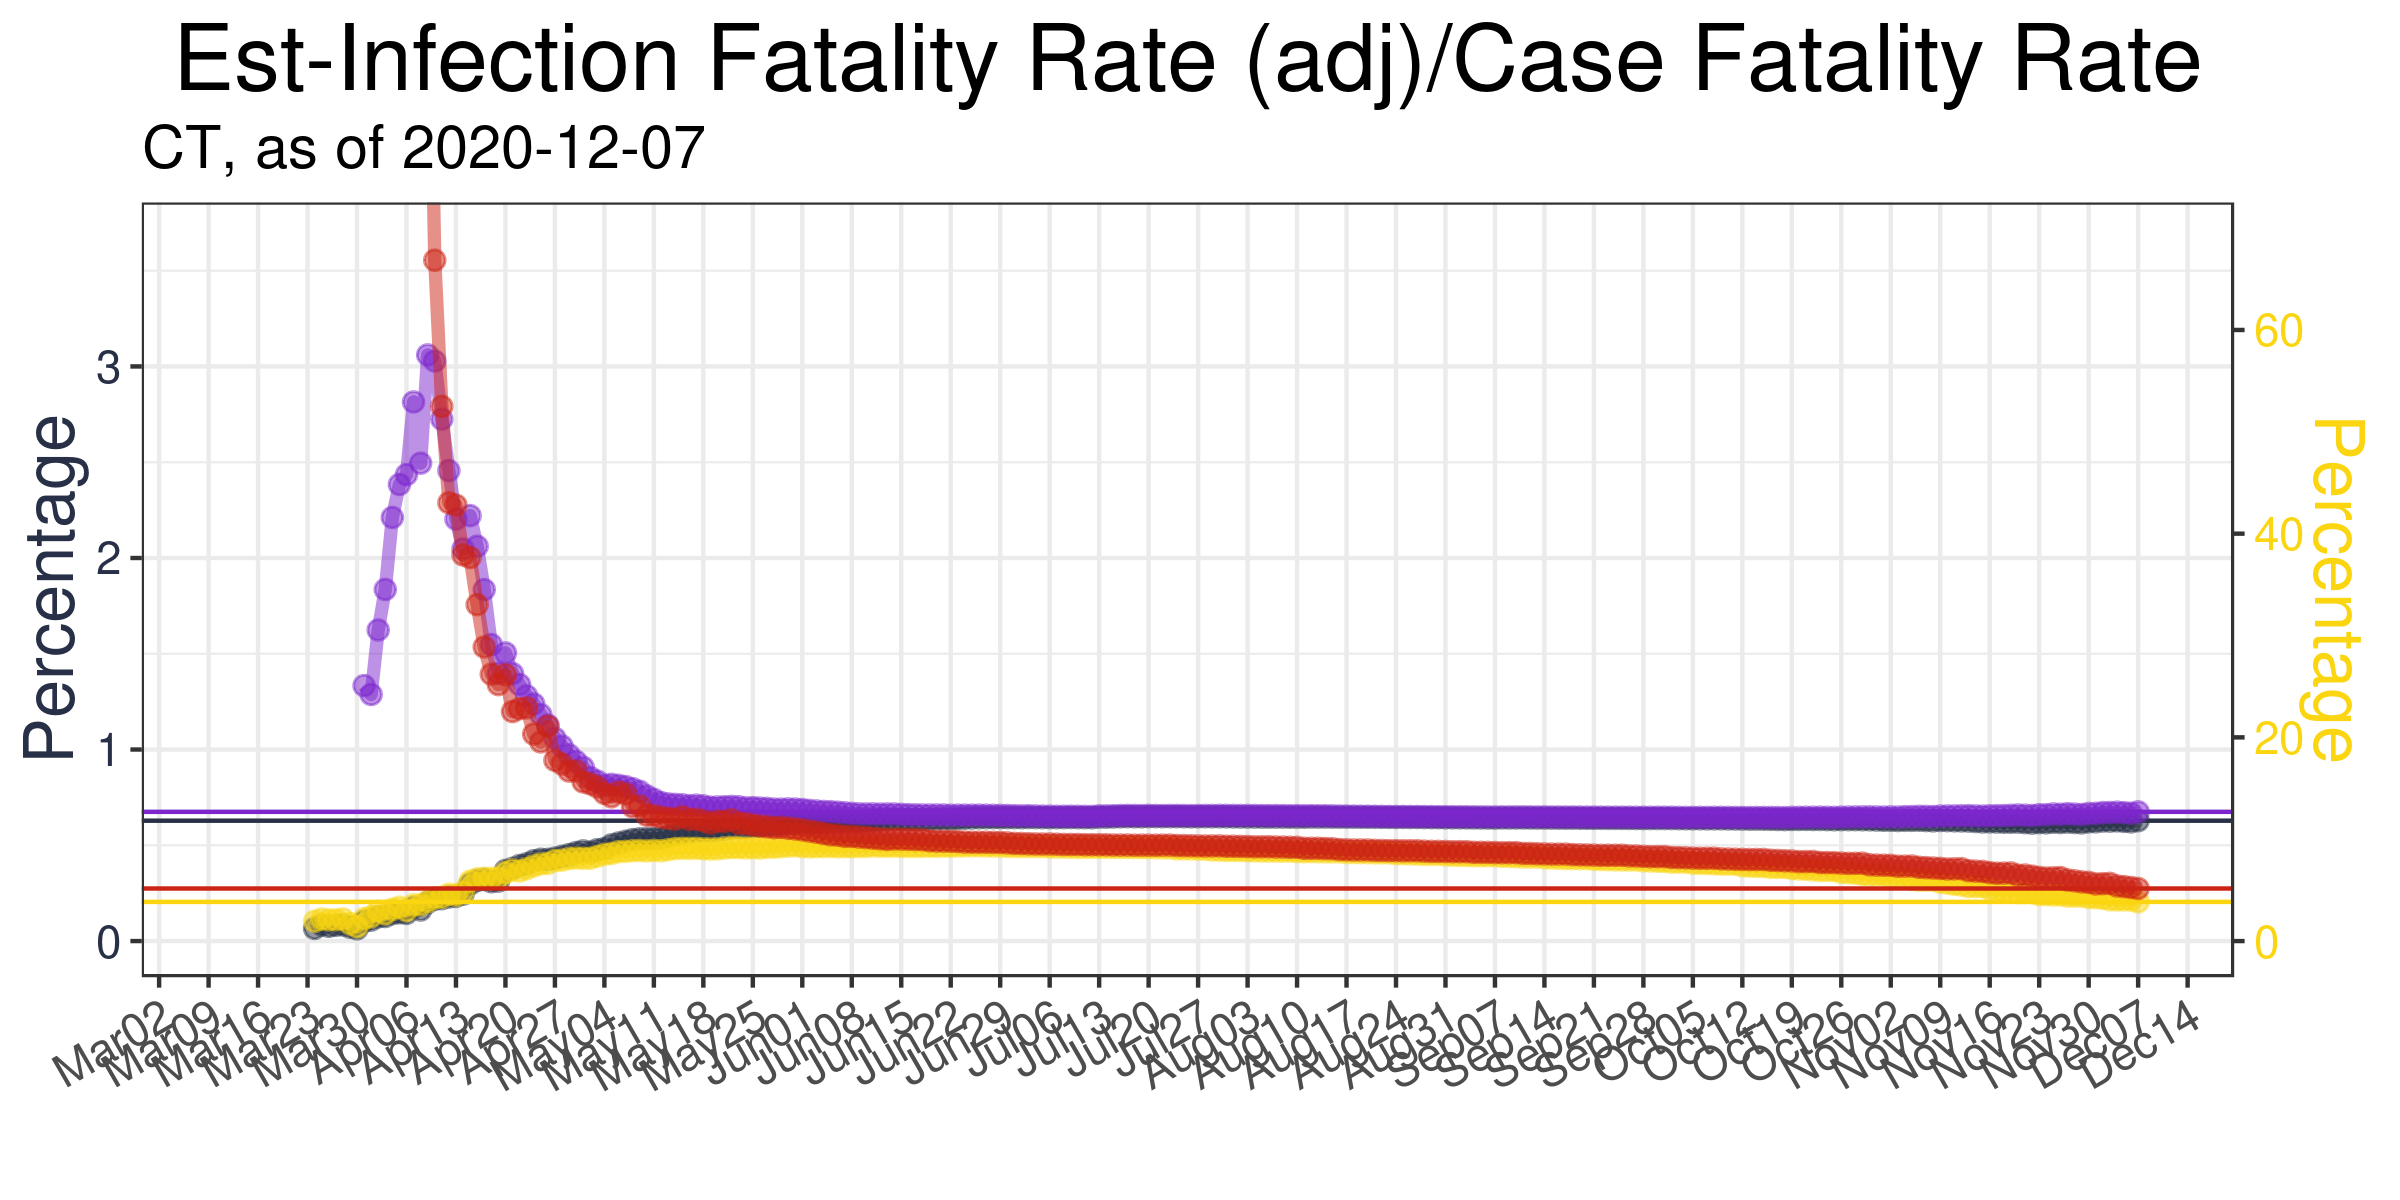 Est-Infection Fatality Rate (adj)/Case Fatality Rate
CT, as of 2020-12-07
Percentage
3
2
1
0
60
40
20
0
Percentage
Mar02
Mar09
Mar16
Mar23
Mar30
Apr06
Apr13
Apr20
Apr27
May04
May11
May18
May25
Jun01
Jun08
Jun15
Jun22
Jun29
Jul06
Jul13
Jul20
Jul27
Aug03
Aug10
Aug17
Aug24
Aug31
Sep07
Sep14
Sep21
Sep28
Oct05
Oct12
Oct19
Oct26
Nov02
Nov09
Nov16
Nov23
Nov30
Dec07
Dec14